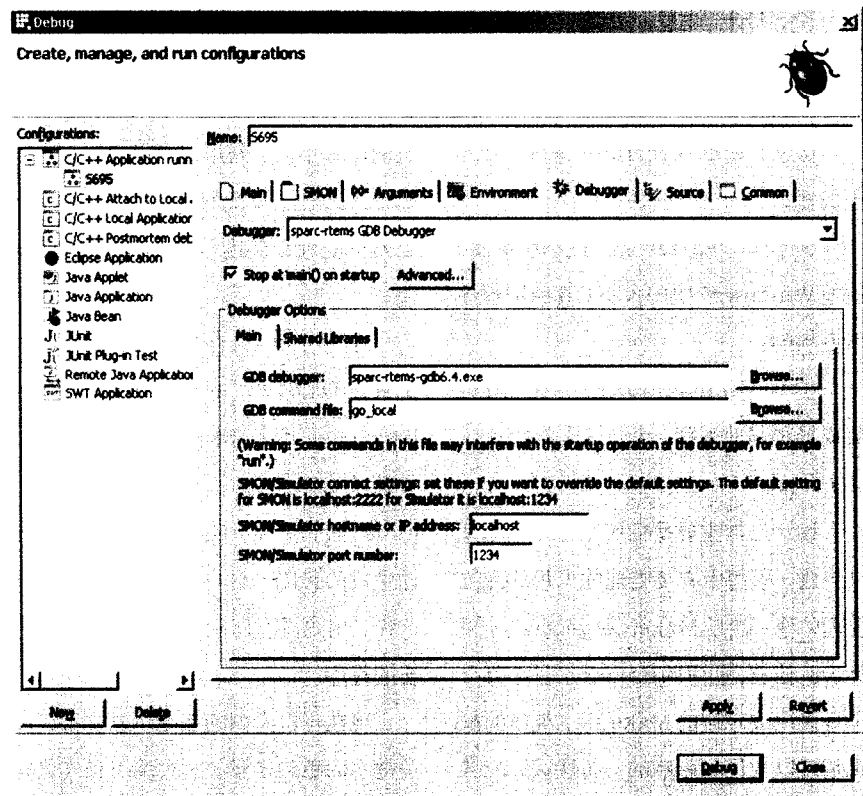 Debug
Create, manage, and run configurations
Configurations:
C/C++ Application runn
S695
C/C++ Attach to Local .
C/C++ Local Application
C/C++ Postmortem det
Eclipse Application
Java Applet
Java Application
Java Bean
JUnit
JUnit Plug-in Test
Remote Java Application
SWT Application
New
Delete
Name: S695
Main
SMON
Arguments
Environment
Debugger
Source
Common
Debugger: sparc-rtems GDB Debugger
Stop at main() on startup
Advanced...
Debugger Options
Main
Shared Libraries
GDB debugger: sparc-rtems-gdb6.4.exe
Browse...
GDB command file: go_local
Browse...
(Warning: Some commands in this file may interfere with the startup operation of the debugger, for example
"run".)
SMON/Simulator connect settings: set these if you want to override the default settings. The default setting
for SMON is localhost:2222 for Simulator it is localhost:1234
SMON/Simulator hostname or IP address: localhost
SMON/Simulator port number: 1234
Apply
Revert
Debug
Close